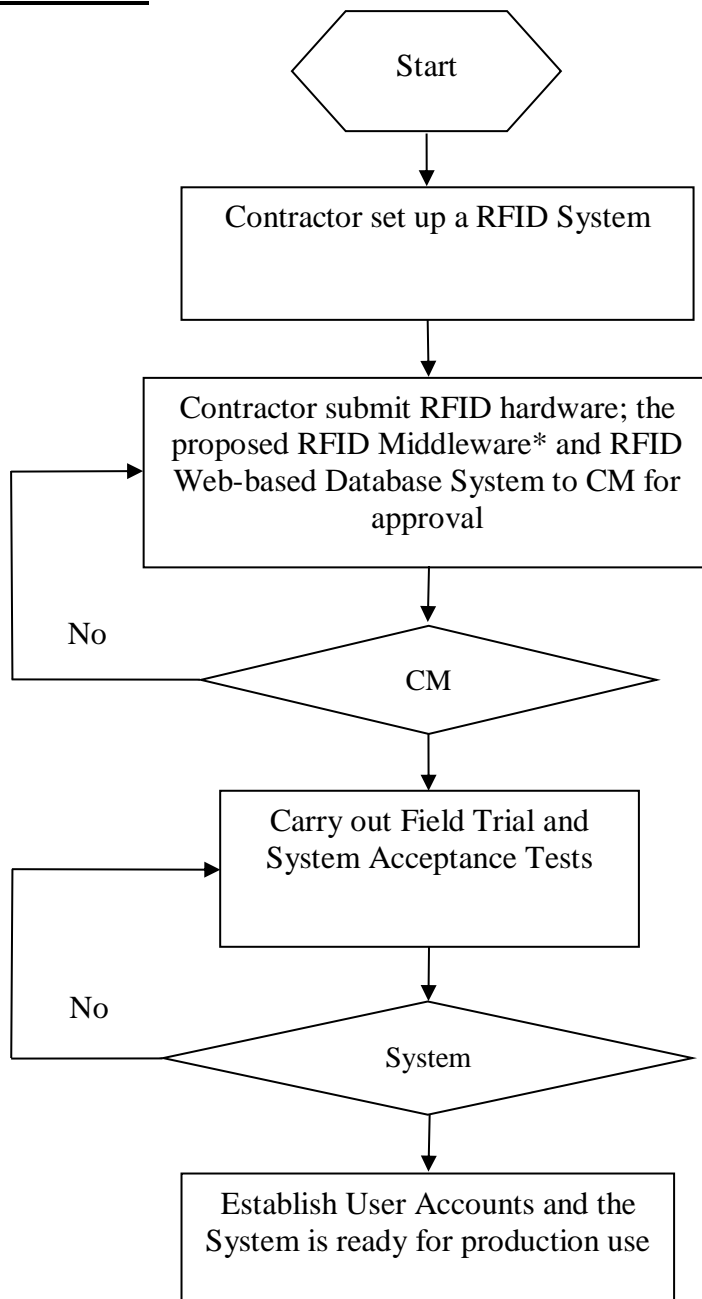 Start
Contractor set up a RFID System
Contractor submit RFID hardware; the
proposed RFID Middleware* and RFID
Web-based Database System to CM for
approval
No
CM
Carry out Field Trial and
System Acceptance Tests
No
System
Establish User Accounts and the
System is ready for production use